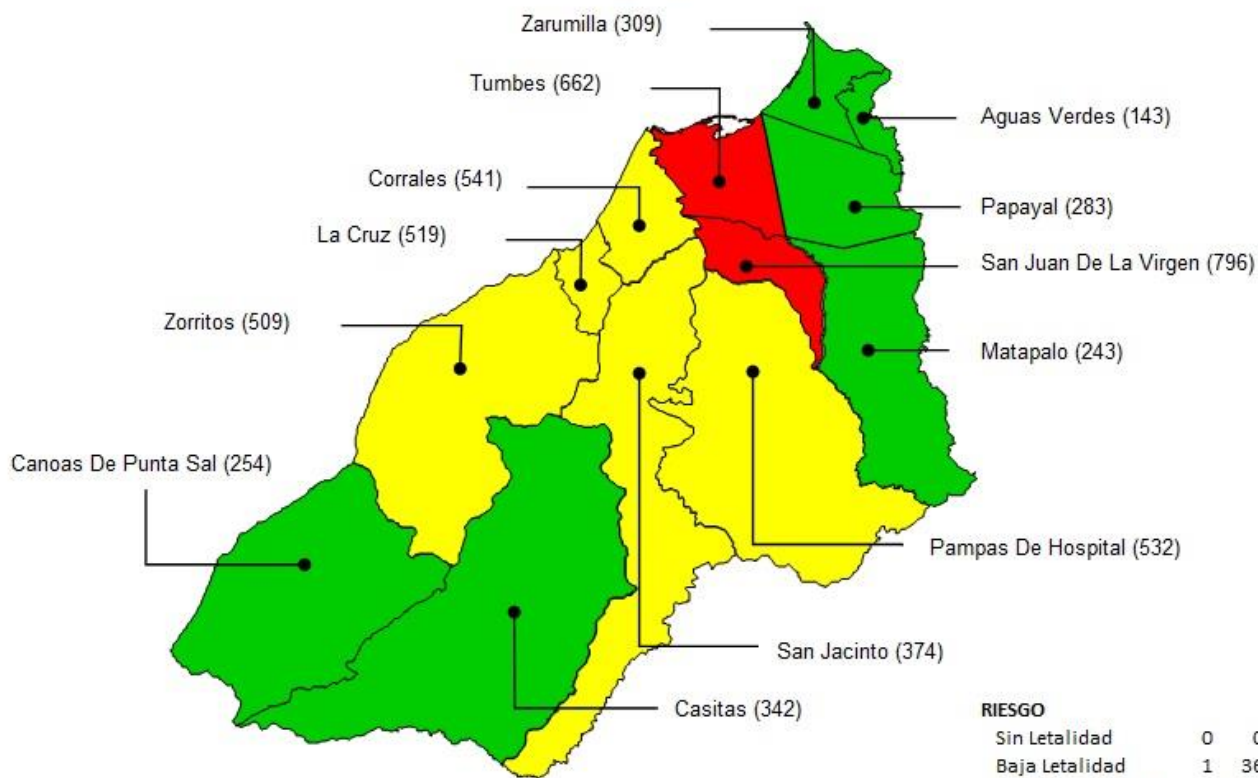 Zarumilla (309)
Tumbes (662)
Aguas Verdes (143)
Corrales (541)
Papayal (283)
La Cruz (519)
San Juan De La Virgen (796)
Zorritos (509)
Matapalo (243)
Canoas De Punta Sal (254)
Pampas De Hospital (532)
San Jacinto (374)
Casitas (342)
RIESGO
Sin Letalidad 0 0
Baja Letalidad 1